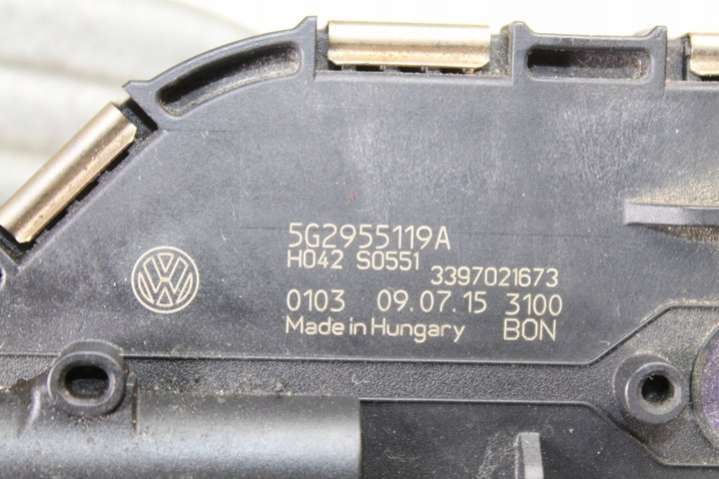 5G2955119A
H042 S0551
3397021673
0103 09.07.15 3100
Made in Hungary BON